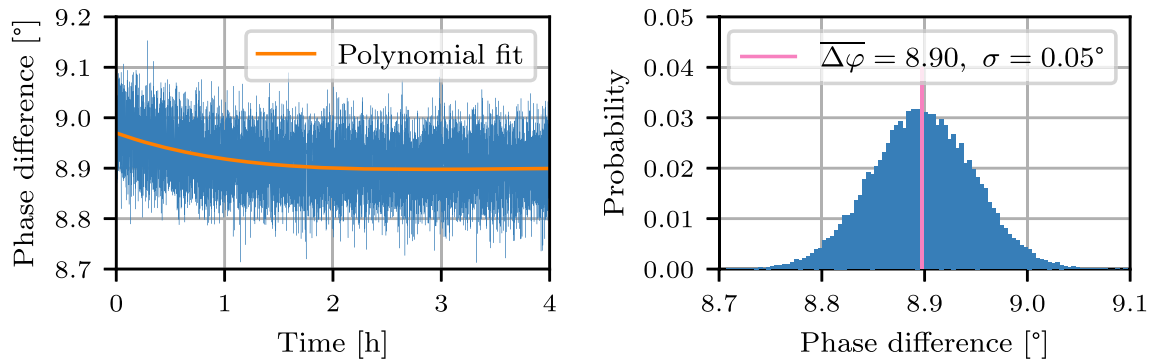 9.2
9.1
9.0
8.9
8.8
8.7
Phase difference [°]
Polynomial fit
0 1 2 3 4
Time [h]
0.05
0.04
0.03
0.02
0.01
0.00
Probability
$\overline{\Delta\varphi}$ = 8.90, σ = 0.05°
8.7 8.8 8.9 9.0 9.1
Phase difference [°]